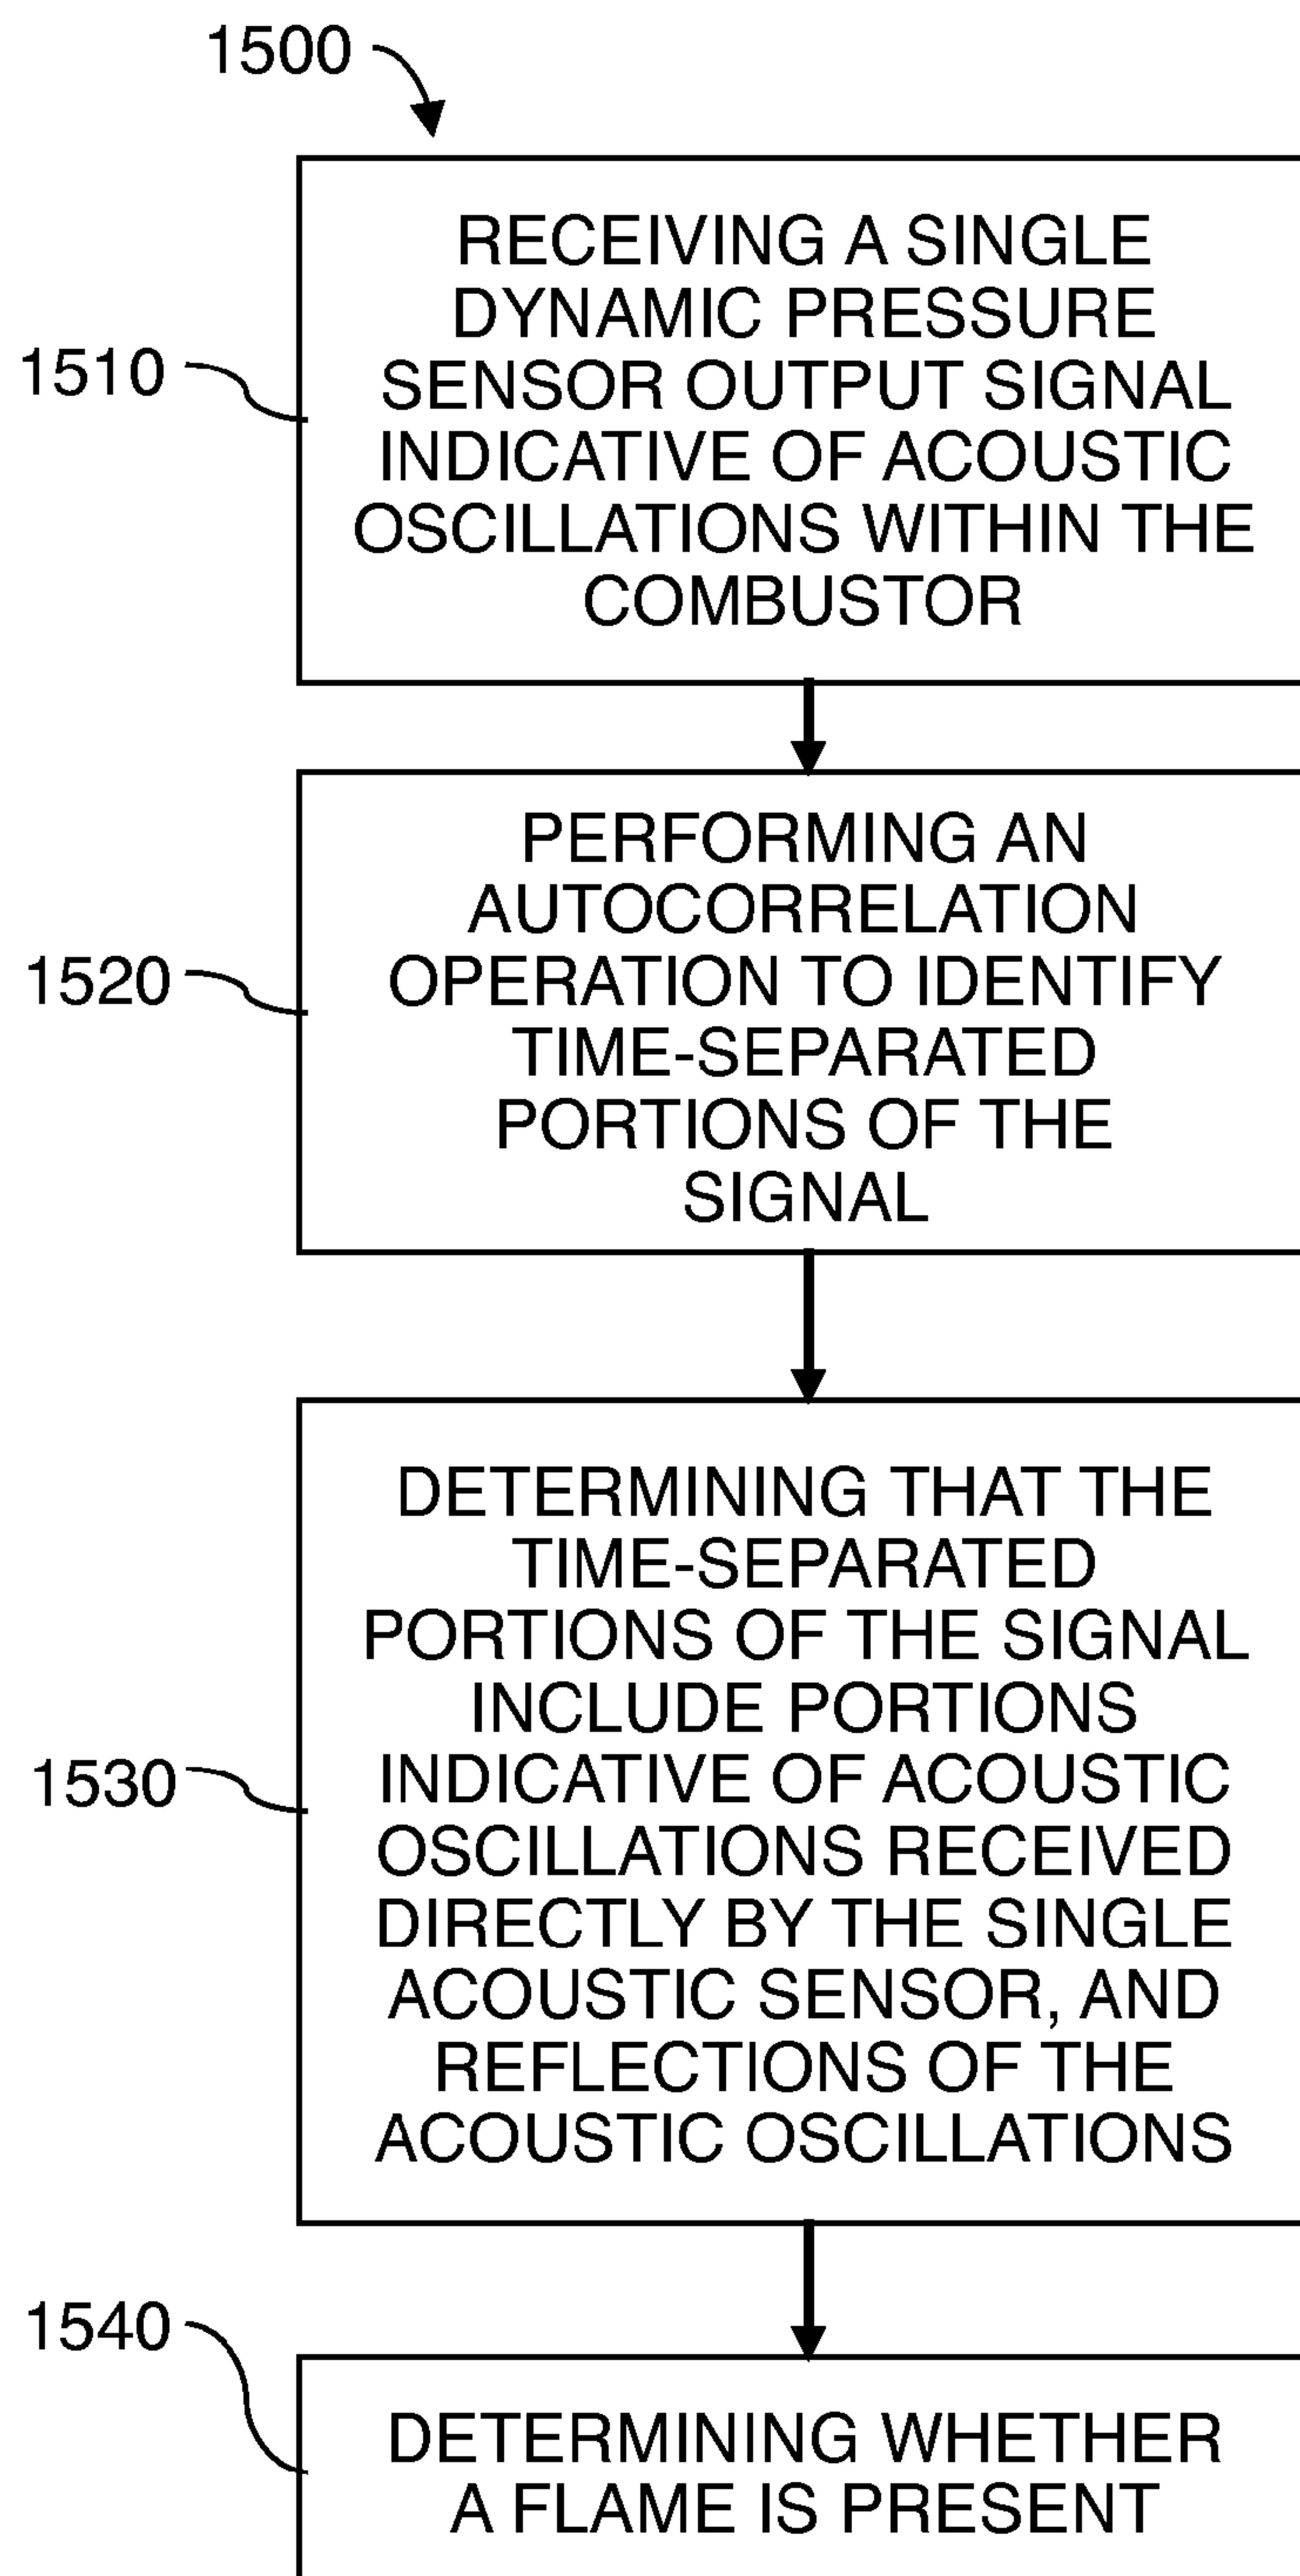 1500
RECEIVING A SINGLE
DYNAMIC PRESSURE
SENSOR OUTPUT SIGNAL
INDICATIVE OF ACOUSTIC
OSCILLATIONS WITHIN THE
COMBUSTOR
1510
PERFORMING AN
AUTOCORRELATION
OPERATION TO IDENTIFY
TIME-SEPARATED
PORTIONS OF THE
SIGNAL
1520
DETERMINING THAT THE
TIME-SEPARATED
PORTIONS OF THE SIGNAL
INCLUDE PORTIONS
INDICATIVE OF ACOUSTIC
OSCILLATIONS RECEIVED
DIRECTLY BY THE SINGLE
ACOUSTIC SENSOR, AND
REFLECTIONS OF THE
ACOUSTIC OSCILLATIONS
1530
1540
DETERMINING WHETHER
A FLAME IS PRESENT